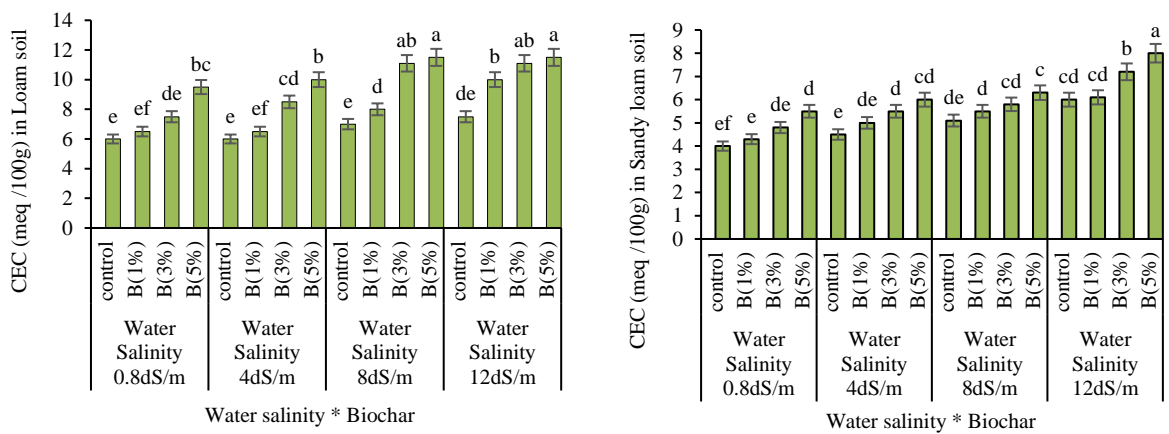 CEC (meq /100g) in Loam soil
14
12
10
8
6
4
2
0
e ef de bc e ef cd b e d ab a de b ab a
control B(1%) B(3%) B(5%) control B(1%) B(3%) B(5%) control B(1%) B(3%) B(5%) control B(1%) B(3%) B(5%)
Water Water Water Water
Salinity Salinity Salinity Salinity
0.8dS/m 4dS/m 8dS/m 12dS/m
Water salinity * Biochar
CEC (meq /100g) in Sandy loam soil
9
8
7
6
5
4
3
2
1
0
ef e de d e d d cd de d cd c cd cd b a
control B(1%) B(3%) B(5%) control B(1%) B(3%) B(5%) control B(1%) B(3%) B(5%) control B(1%) B(3%) B(5%)
Water Water Water Water
Salinity Salinity Salinity Salinity
0.8dS/m 4dS/m 8dS/m 12dS/m
Water salinity * Biochar